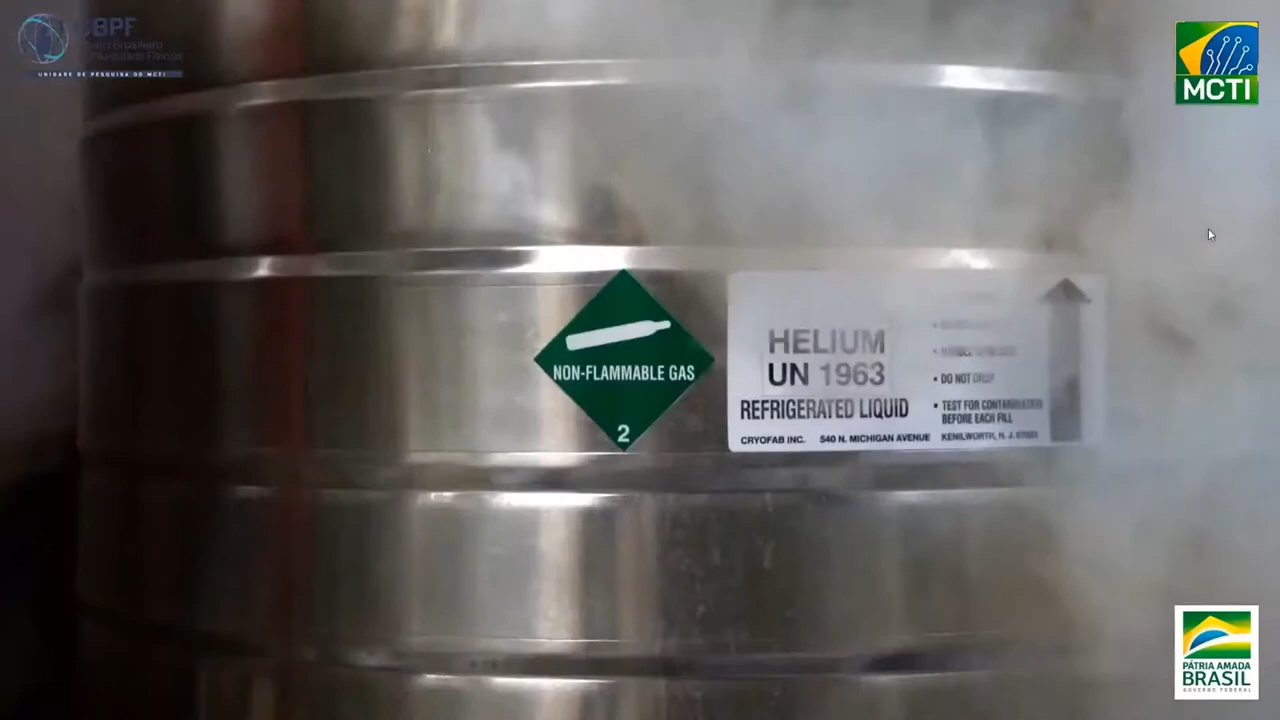 CBPF
UNIDADE DE PESQUISA DO MCTI
MCTI
NON-FLAMMABLE GAS
2
HELIUM
UN 1963
REFRIGERATED LIQUID
• DO NOT DROP
• TEST FOR CONTAMINATION
BEFORE EACH FILL
CRYOFAB INC. 540 N. MICHIGAN AVENUE KENILWORTH, N. J.
PÁTRIA AMADA
BRASIL
GOVERNO FEDERAL